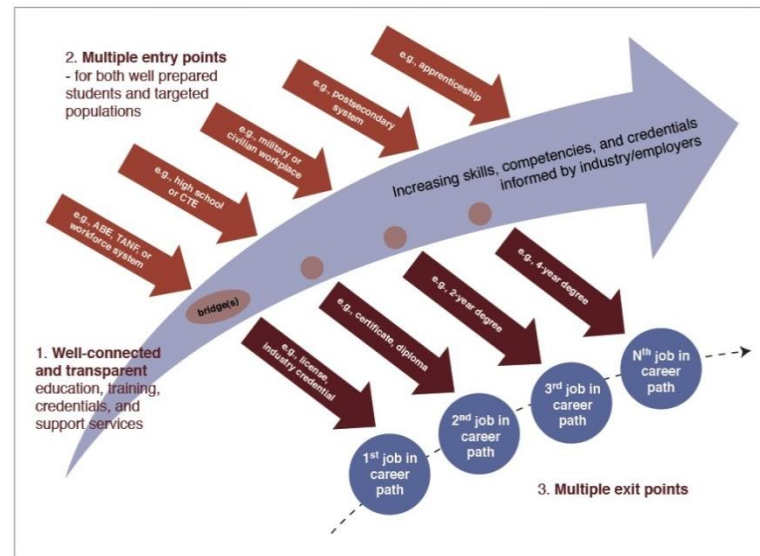 2. Multiple entry points
- for both well prepared
students and targeted
populations
e.g., apprenticeship
e.g., postsecondary
system
e.g., military or
civilian workplace
e.g., high school
or CTE
e.g., ABE, TANF, or
workforce system
Increasing skills, competencies, and credentials
informed by industry/employers
bridge(s)
1. Well-connected
and transparent
education, training,
credentials, and
support services
e.g., license,
industry credential
e.g., certificate, diploma
e.g., 2-year degree
e.g., 4-year degree
1st job in
career
path
2nd job in
career
path
3rd job in
career
path
Nth job in
career
path
3. Multiple exit points